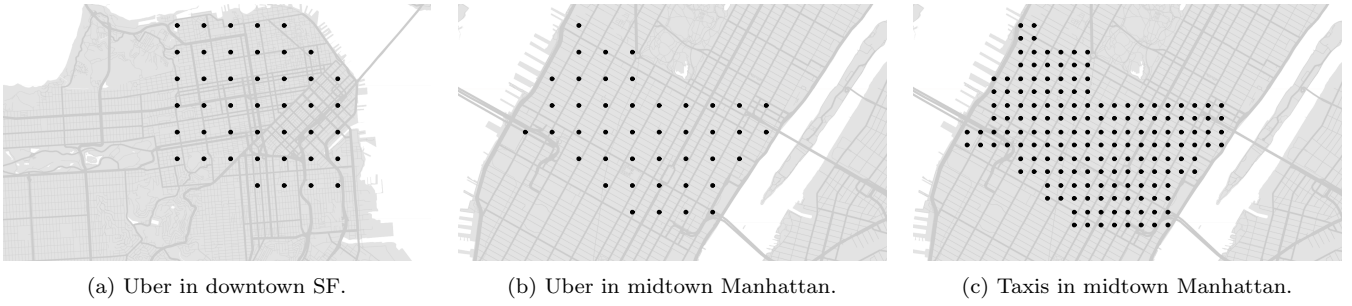 (a) Uber in downtown SF.
(b) Uber in midtown Manhattan.
(c) Taxis in midtown Manhattan.